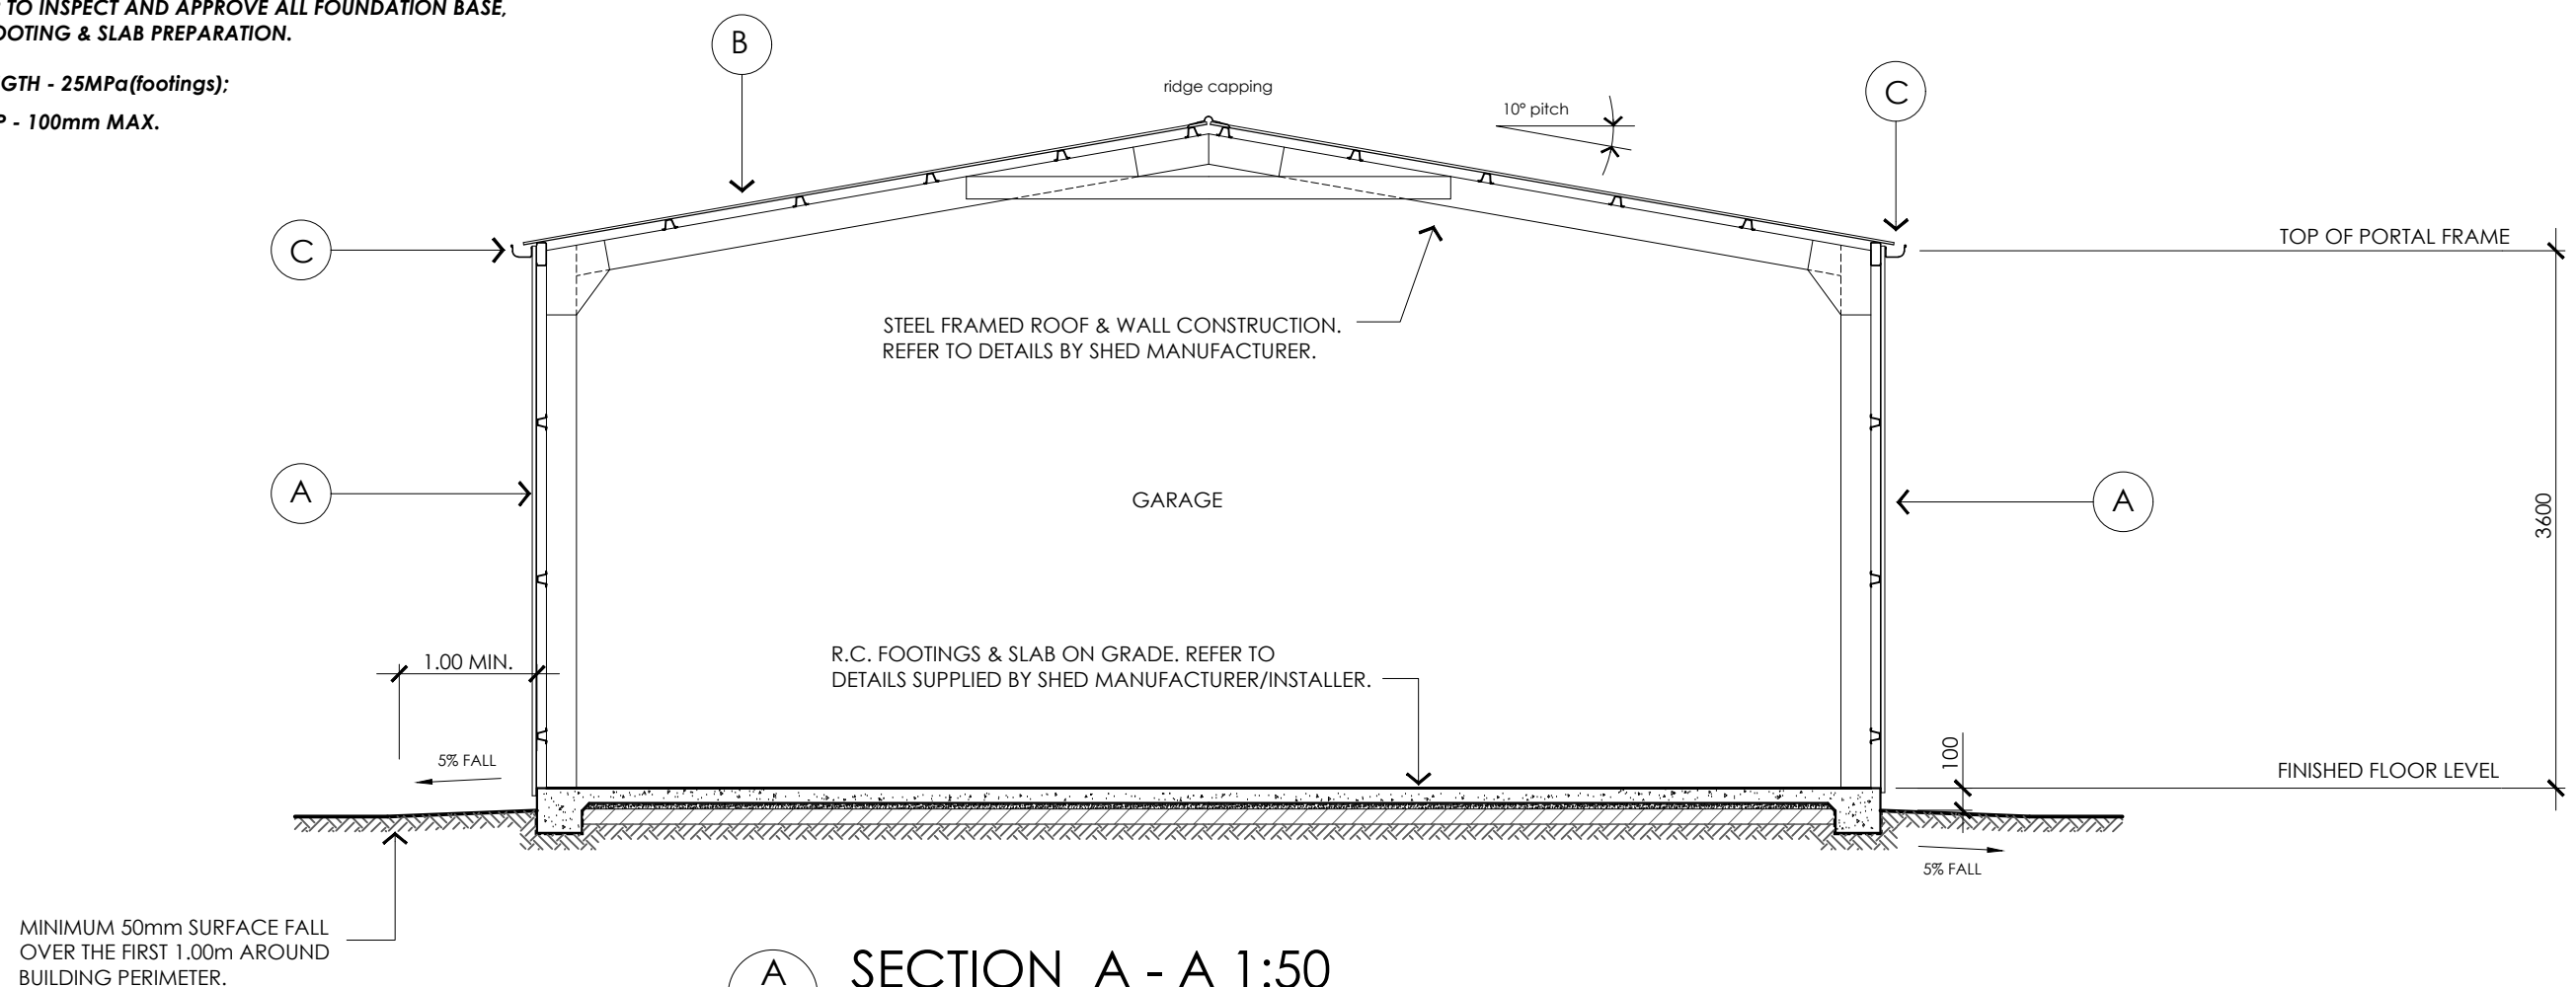 TO INSPECT AND APPROVE ALL FOUNDATION BASE,
OOTING & SLAB PREPARATION.
GTH - 25MPa(footings);
P - 100mm MAX.
B
ridge capping
10° pitch
C
C
TOP OF PORTAL FRAME
STEEL FRAMED ROOF & WALL CONSTRUCTION.
REFER TO DETAILS BY SHED MANUFACTURER.
A
GARAGE
A
3600
1.00 MIN.
R.C. FOOTINGS & SLAB ON GRADE. REFER TO
DETAILS SUPPLIED BY SHED MANUFACTURER/INSTALLER.
5% FALL
100
FINISHED FLOOR LEVEL
5% FALL
MINIMUM 50mm SURFACE FALL
OVER THE FIRST 1.00m AROUND
BUILDING PERIMETER.
A
SECTION A - A 1:50